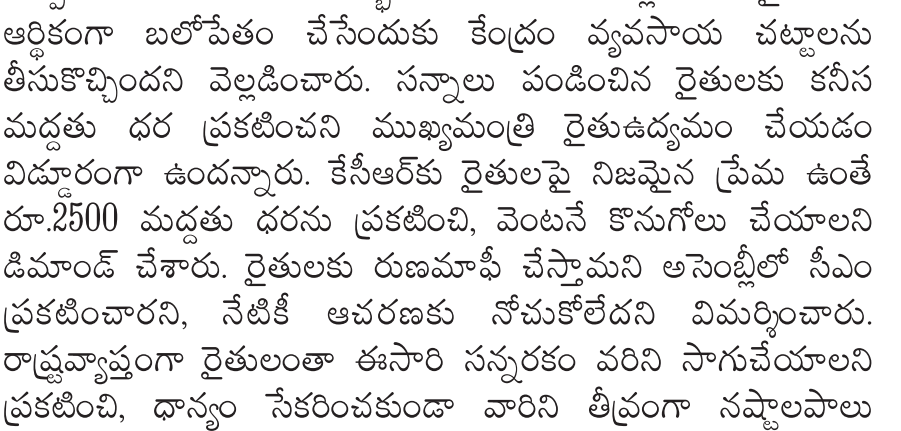 ఆర్థికంగా బలోపేతం చేసేందుకు కేంద్రం వ్యవసాయ చట్టాలను
తీసుకొచ్చిందని వెల్లడించారు. సన్నాలు పండించిన రైతులకు కనీస
మద్దతు ధర ప్రకటించని ముఖ్యమంత్రి రైతుఉద్యమం చేయడం
విడ్డూరంగా ఉందన్నారు. కేసీఆర్‌కు రైతులపై నిజమైన ప్రేమ ఉంతే
రూ.2500 మద్దతు ధరను ప్రకటించి, వెంటనే కొనుగోలు చేయాలని
డిమాండ్ చేశారు. రైతులకు రుణమాఫీ చేస్తామని అసెంబ్లీలో సీఎం
ప్రకటించారని, నేటికీ ఆచరణకు నోచుకోలేదని విమర్శించారు.
రాష్ట్రవ్యాప్తంగా రైతులంతా ఈసారి సన్నరకం వరిని సాగుచేయాలని
ప్రకటించి, ధాన్యం సేకరించకుండా వారిని తీవ్రంగా నష్టాలపాలు